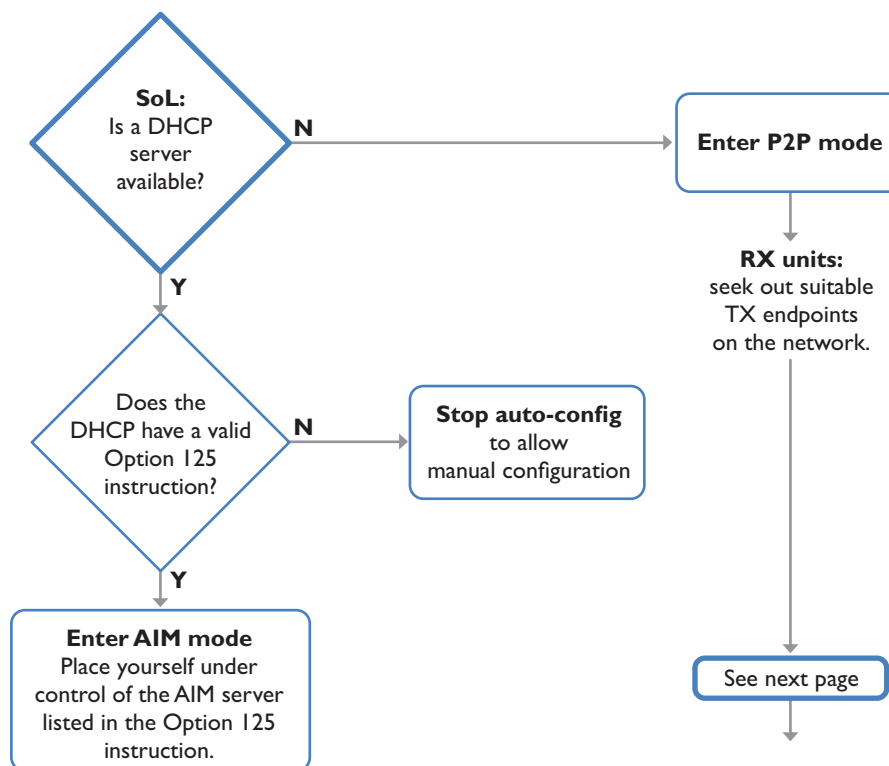 SoL:
Is a DHCP
server
available?
N
Enter P2P mode
Y
RX units:
seek out suitable
TX endpoints
on the network.
Does the
DHCP have a valid
Option 125
instruction?
N
Stop auto-config
to allow
manual configuration
Y
Enter AIM mode
Place yourself under
control of the AIM server
listed in the Option 125
instruction.
See next page